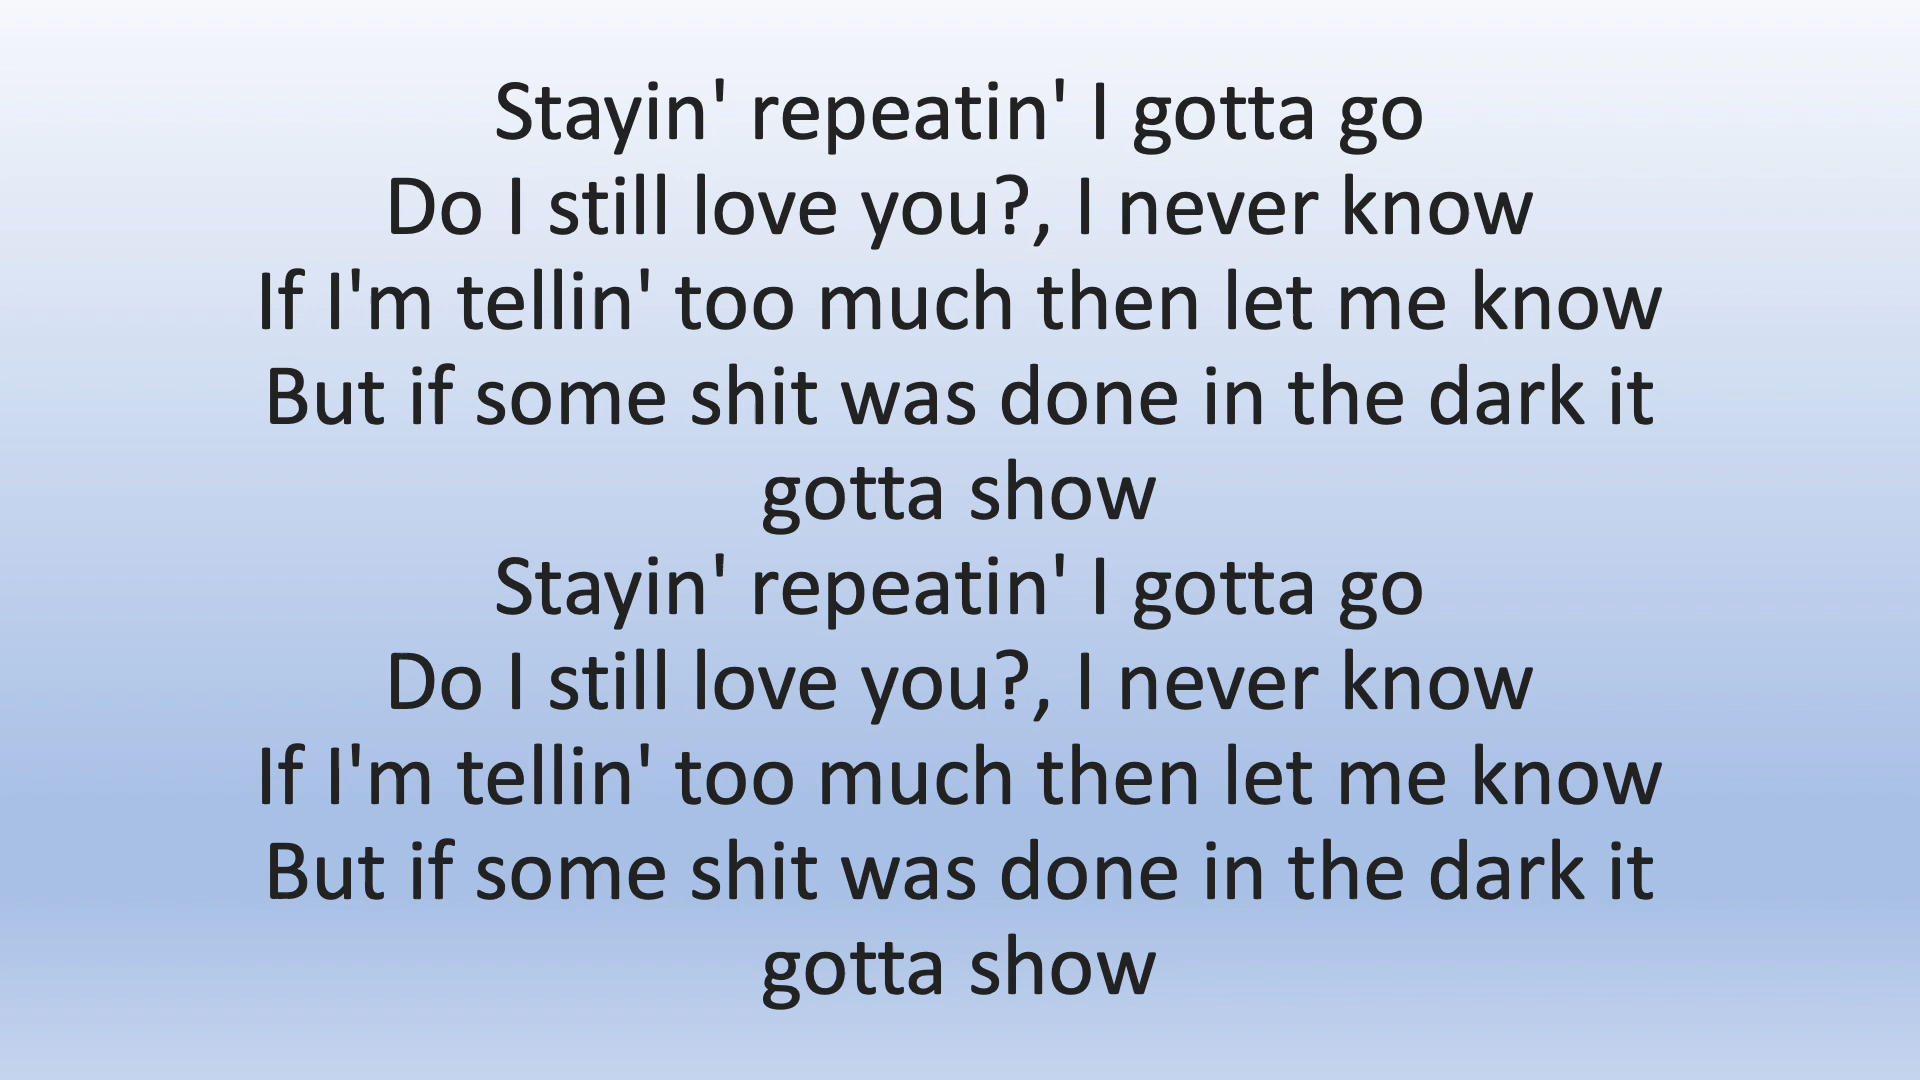 Stayin' repeatin' I gotta go
Do I still love you?, I never know
If I'm tellin' too much then let me know
But if some shit was done in the dark it
gotta show
Stayin' repeatin' I gotta go
Do I still love you?, I never know
If I'm tellin' too much then let me know
But if some shit was done in the dark it
gotta show